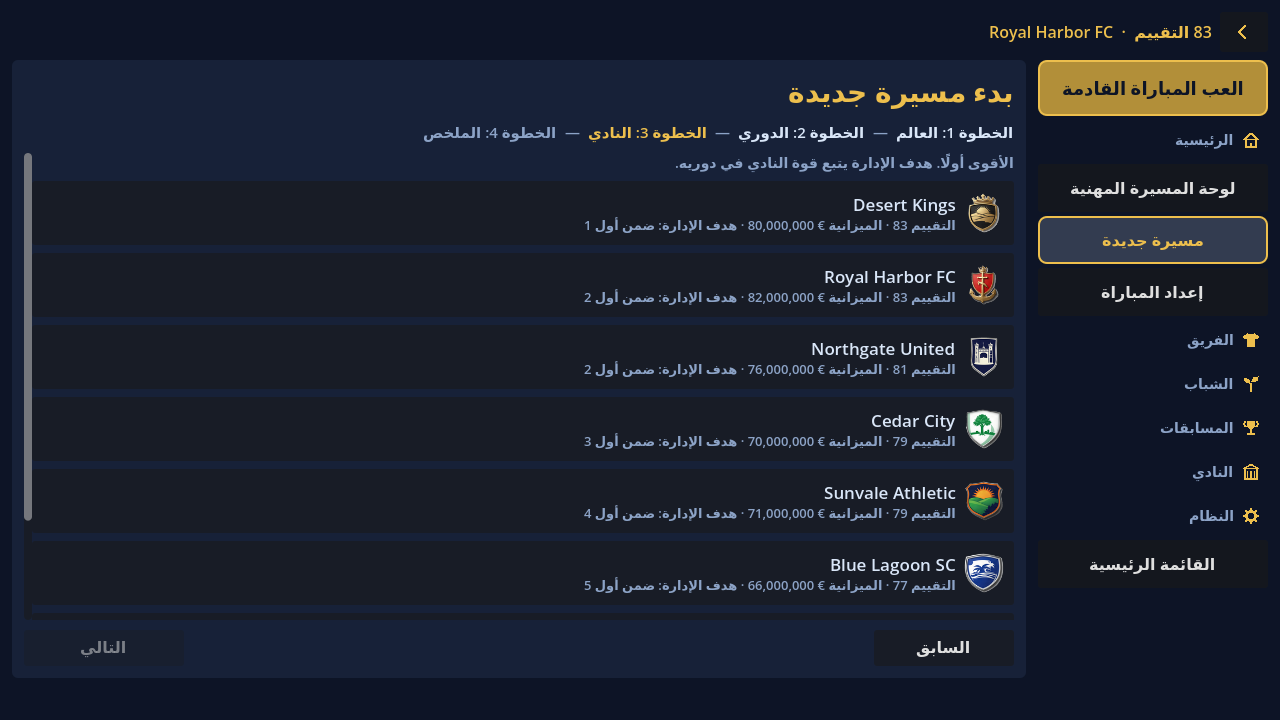 83 التقييم · Royal Harbor FC
العب المباراة القادمة
الرئيسية
لوحة المسيرة المهنية
مسيرة جديدة
إعداد المباراة
الفريق
الشباب
المسابقات
النادي
النظام
القائمة الرئيسية
بدء مسيرة جديدة
الخطوة 1: العالم — الخطوة 2: الدوري — الخطوة 3: النادي — الخطوة 4: الملخص
الأقوى أولًا. هدف الإدارة يتبع قوة النادي في دوريه.
Desert Kings
التقييم 83 · الميزانية € 80,000,000 · هدف الإدارة: ضمن أول 1
Royal Harbor FC
التقييم 83 · الميزانية € 82,000,000 · هدف الإدارة: ضمن أول 2
Northgate United
التقييم 81 · الميزانية € 76,000,000 · هدف الإدارة: ضمن أول 2
Cedar City
التقييم 79 · الميزانية € 70,000,000 · هدف الإدارة: ضمن أول 3
Sunvale Athletic
التقييم 79 · الميزانية € 71,000,000 · هدف الإدارة: ضمن أول 4
Blue Lagoon SC
التقييم 77 · الميزانية € 66,000,000 · هدف الإدارة: ضمن أول 5
السابق
التالي